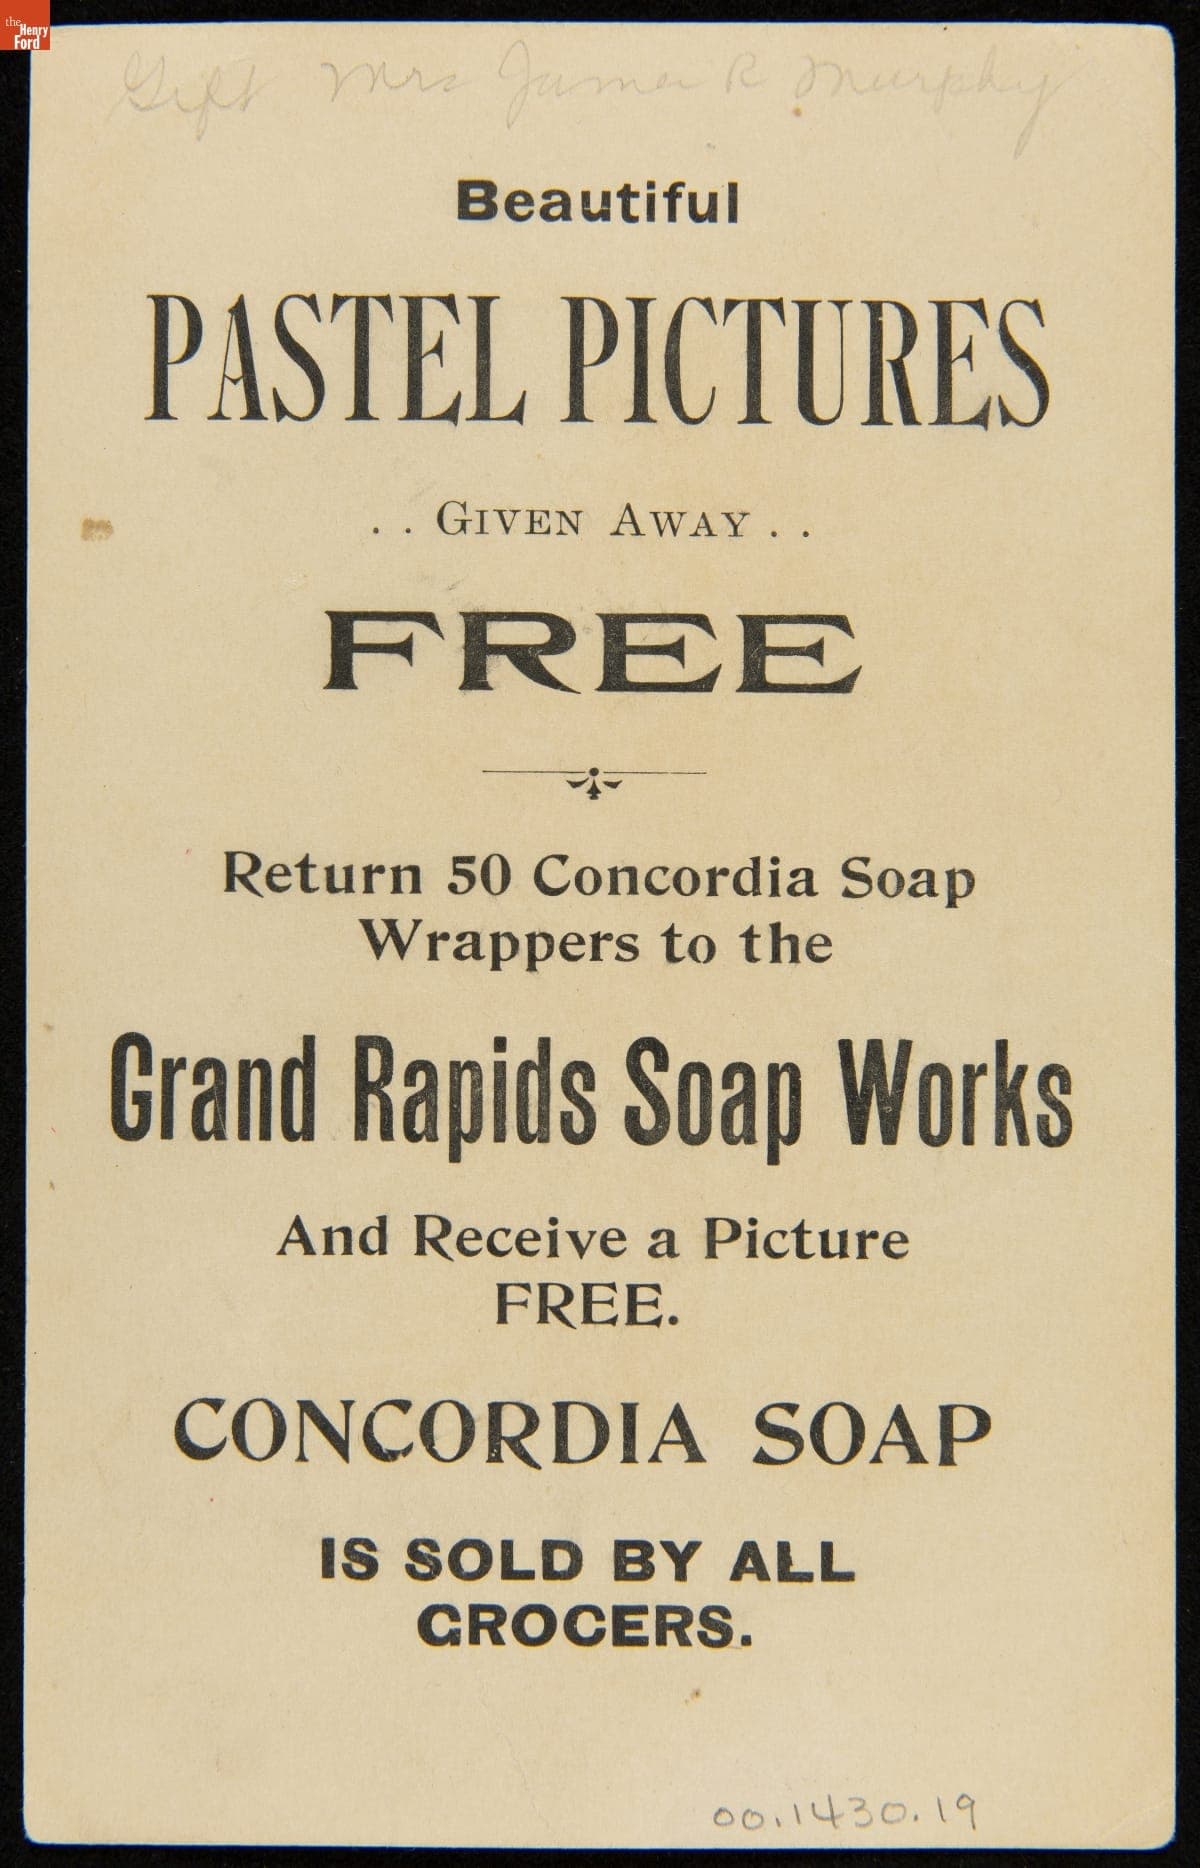 the
Henry
Ford
Gift Mrs James R Murphy
Beautiful
PASTEL PICTURES
. . GIVEN AWAY . .
FREE
Return 50 Concordia Soap
Wrappers to the
Grand Rapids Soap Works
And Receive a Picture
FREE.
CONCORDIA SOAP
IS SOLD BY ALL
GROCERS.
00.1430.19